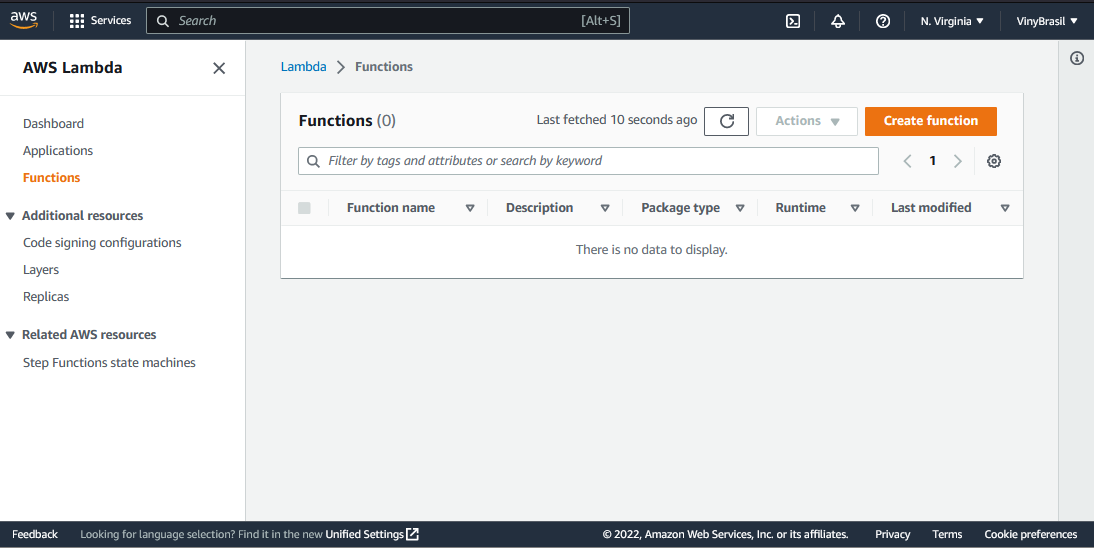 aws Services Search [Alt+S] N. Virginia VinyBrasil
AWS Lambda
Dashboard
Applications
Functions
Additional resources
Code signing configurations
Layers
Replicas
Related AWS resources
Step Functions state machines
Lambda Functions
Functions (0) Last fetched 10 seconds ago Actions Create function
Filter by tags and attributes or search by keyword 1
Function name Description Package type Runtime Last modified
There is no data to display.
Feedback Looking for language selection? Find it in the new Unified Settings © 2022, Amazon Web Services, Inc. or its affiliates. Privacy Terms Cookie preferences